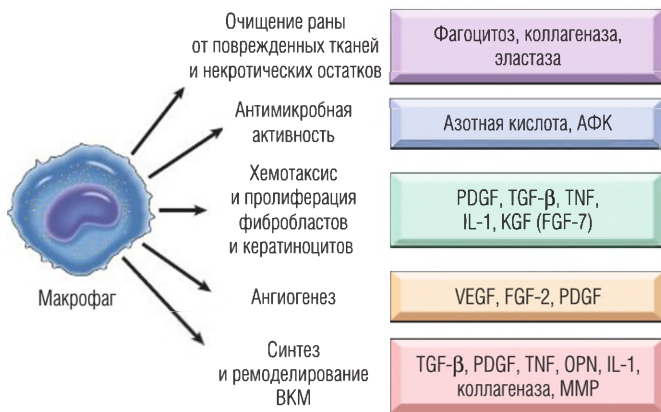 Очищение раны
от поврежденных тканей
и некротических остатков
Фагоцитоз, коллагеназа,
эластаза
Антимикробная
активность
Азотная кислота, АФК
Хемотаксис
и пролиферация
фибробластов
и кератиноцитов
PDGF, TGF-β, TNF,
IL-1, KGF (FGF-7)
Макрофаг
Ангиогенез
VEGF, FGF-2, PDGF
Синтез
и ремоделирование
ВКМ
TGF-β, PDGF, TNF, OPN, IL-1,
коллагеназа, MMP